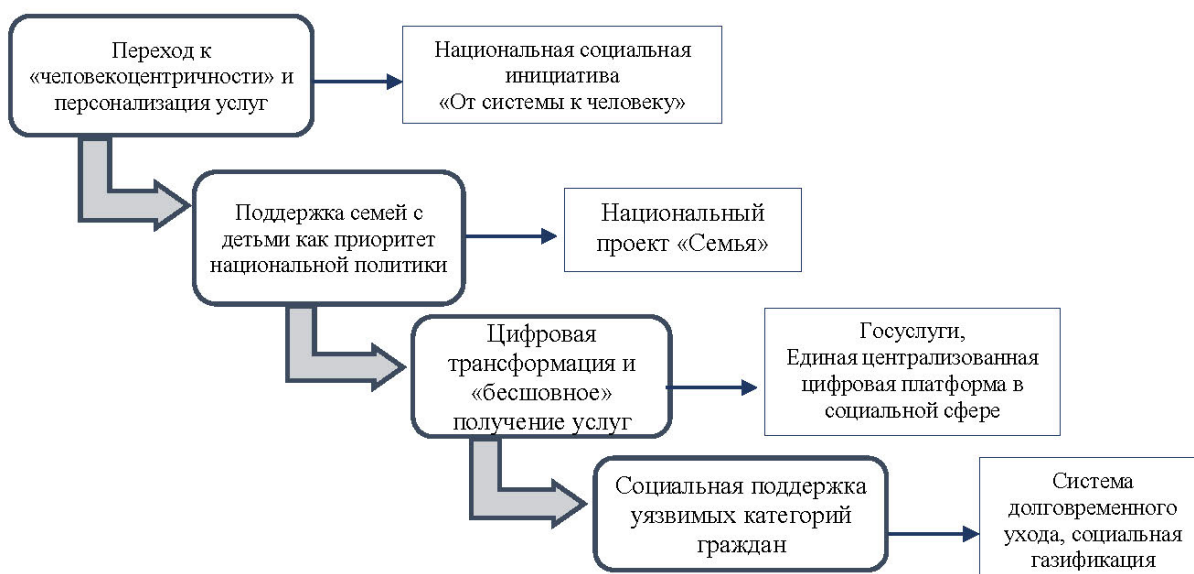 Переход к
«человекоцентричности» и
персонализация услуг
Национальная социальная
инициатива
«От системы к человеку»
Поддержка семей с
детьми как приоритет
национальной политики
Национальный
проект «Семья»
Цифровая
трансформация и
«бесшовное»
получение услуг
Госуслуги,
Единая централизованная
цифровая платформа в
социальной сфере
Социальная поддержка
уязвимых категорий
граждан
Система
долговременного
ухода, социальная
газификация